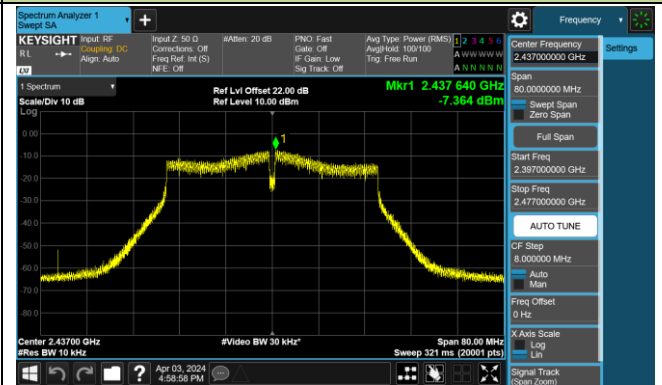 Spectrum Analyzer 1
Swept SA
+
Frequency
KEYSIGHT
RL
LXI
Input: RF
Coupling: DC
Align: Auto
Input Z: 50 Ω
Corrections: Off
Freq Ref: Int (S)
NFE: Off
#Atten: 20 dB
PNO: Fast
Gate: Off
IF Gain: Low
Sig Track: Off
Avg Type: Power (RMS)
Avg|Hold: 100/100
Trig: Free Run
1 2 3 4 5 6
A W W W W W
A N N N N N
1 Spectrum
Scale/Div 10 dB
Log
Ref Lvl Offset 22.00 dB
Ref Level 10.00 dBm
Mkr1 2.437 640 GHz
-7.364 dBm
1
0.00
-10.0
-20.0
-30.0
-40.0
-50.0
-60.0
-70.0
-80.0
Center 2.43700 GHz
#Res BW 10 kHz
#Video BW 30 kHz*
Span 80.00 MHz
Sweep 321 ms (20001 pts)
Center Frequency
2.437000000 GHz
Settings
Span
80.0000000 MHz
Swept Span
Zero Span
Full Span
Start Freq
2.397000000 GHz
Stop Freq
2.477000000 GHz
AUTO TUNE
CF Step
8.000000 MHz
Auto
Man
Freq Offset
0 Hz
X Axis Scale
Log
Lin
Signal Track
(Span Zoom)
?
Apr 03, 2024
4:58:58 PM